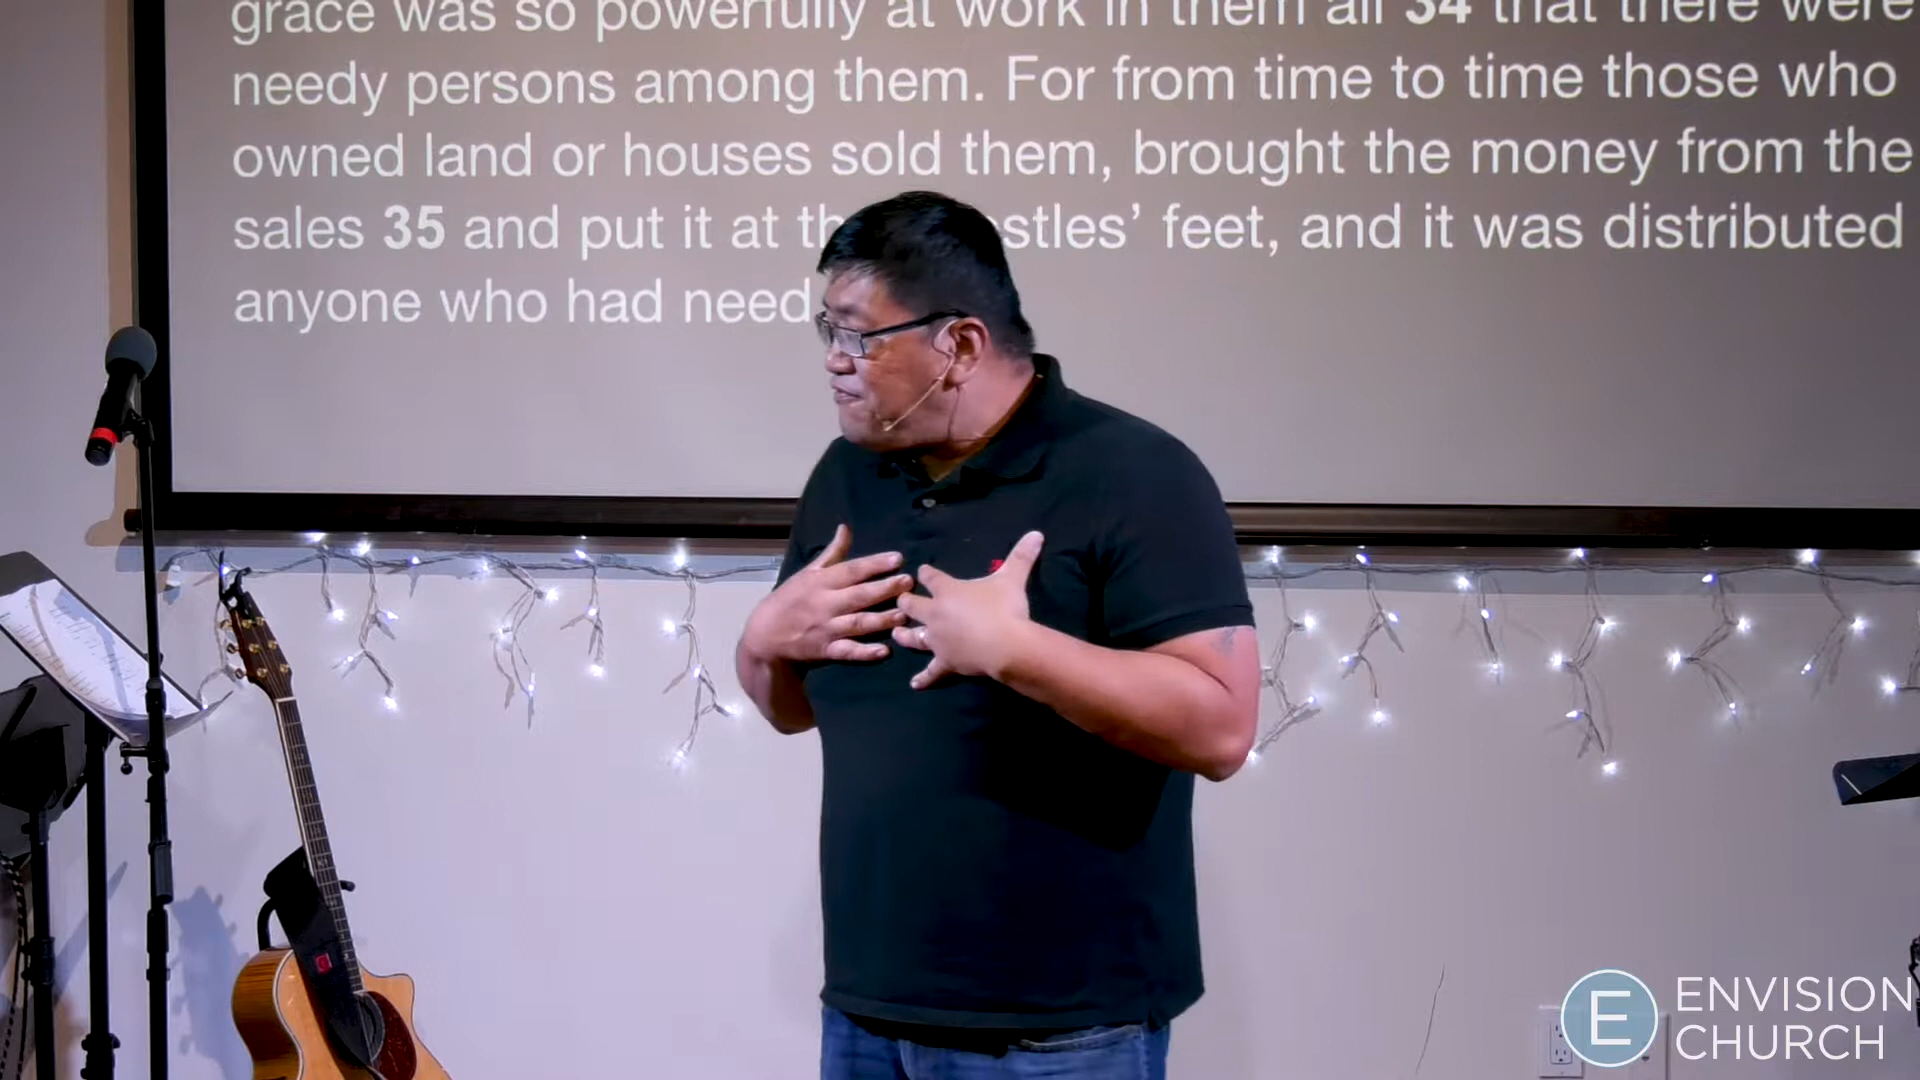 grace was so powerfully at work in them all 34 that there were
needy persons among them. For from time to time those who
owned land or houses sold them, brought the money from the
sales 35 and put it at th stles’ feet, and it was distributed
anyone who had need
E ENVISION
CHURCH